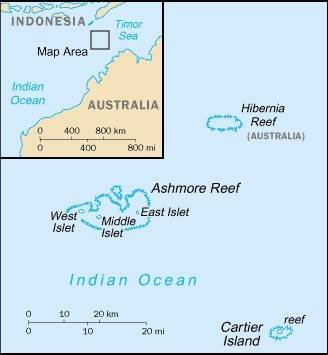 INDONESIA
Timor
Sea
Map Area
Indian
Ocean
AUSTRALIA
0 400 800 km
0 400 800 mi
Hibernia
Reef
(AUSTRALIA)
Ashmore Reef
West
Islet
Middle
Islet
East Islet
Indian Ocean
0 10 20 km
0 10 20 mi
reef
Cartier
Island